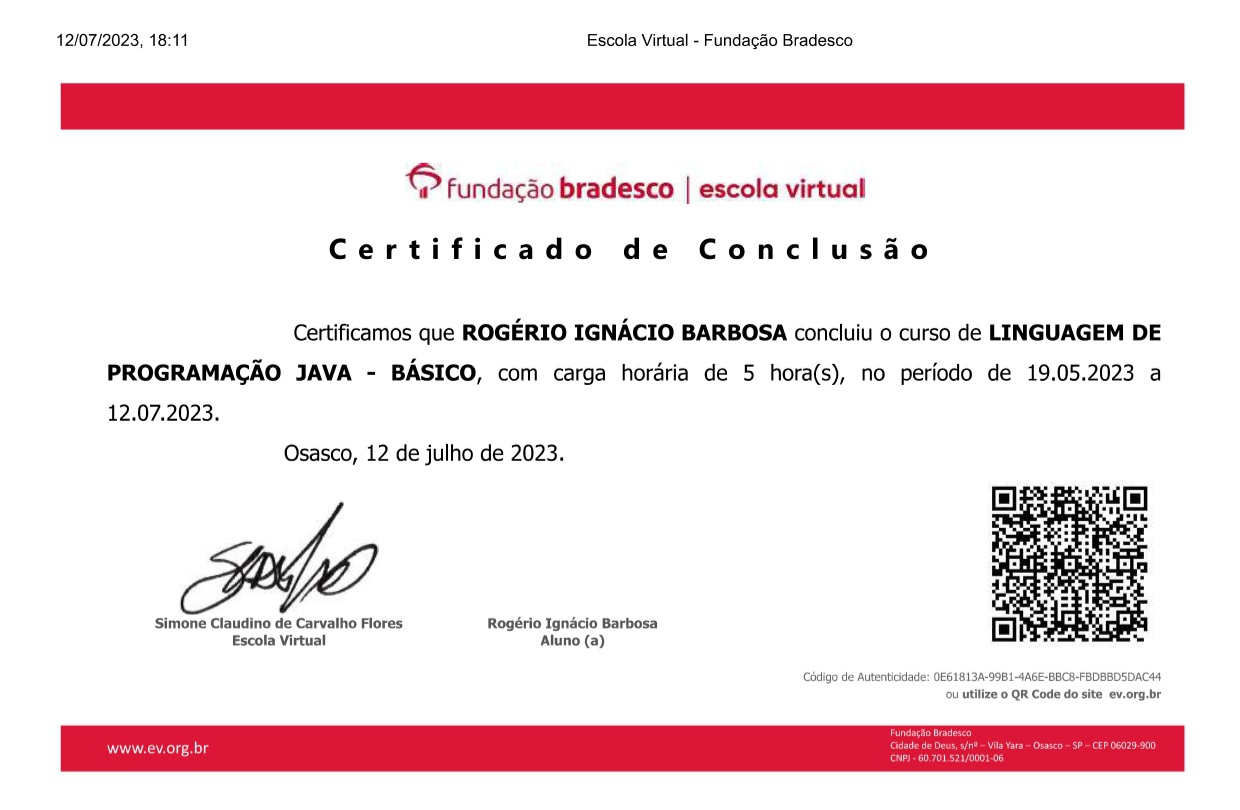 12/07/2023, 18:11
Escola Virtual - Fundação Bradesco
fundação bradesco | escola virtual
Certificado de Conclusão
Certificamos que ROGÉRIO IGNÁCIO BARBOSA concluiu o curso de LINGUAGEM DE
PROGRAMAÇÃO JAVA - BÁSICO, com carga horária de 5 hora(s), no período de 19.05.2023 a
12.07.2023.
Osasco, 12 de julho de 2023.
Simone Claudino de Carvalho Flores
Escola Virtual
Rogério Ignácio Barbosa
Aluno (a)
Código de Autenticidade: 0E61813A-99B1-4A6E-BBC8-FBDBBD5DAC44
ou utilize o QR Code do site ev.org.br
www.ev.org.br
Fundação Bradesco
Cidade de Deus, s/nº – Vila Yara – Osasco – SP – CEP 06029-900
CNPJ - 60.701.521/0001-06